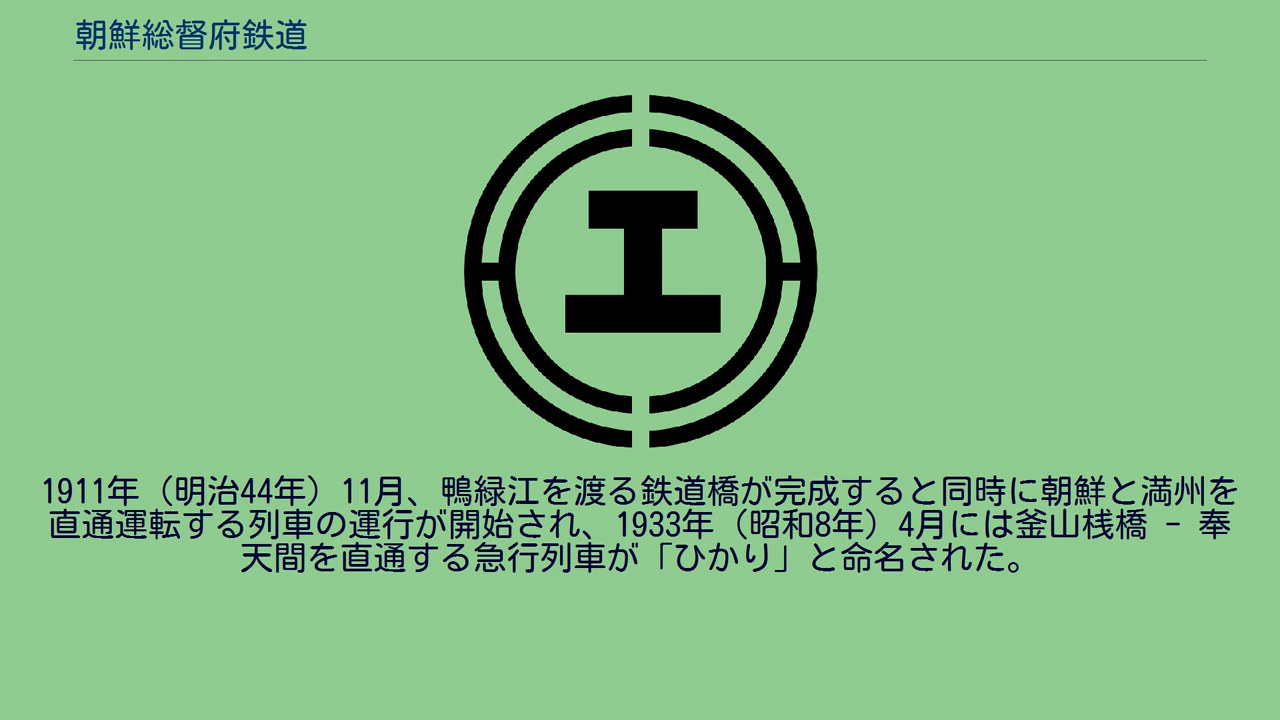 朝鮮総督府鉄道
工
1911年（明治44年）11月、鴨緑江を渡る鉄道橋が完成すると同時に朝鮮と満州を
直通運転する列車の運行が開始され、1933年（昭和8年）4月には釜山桟橋 - 奉
天間を直通する急行列車が「ひかり」と命名された。